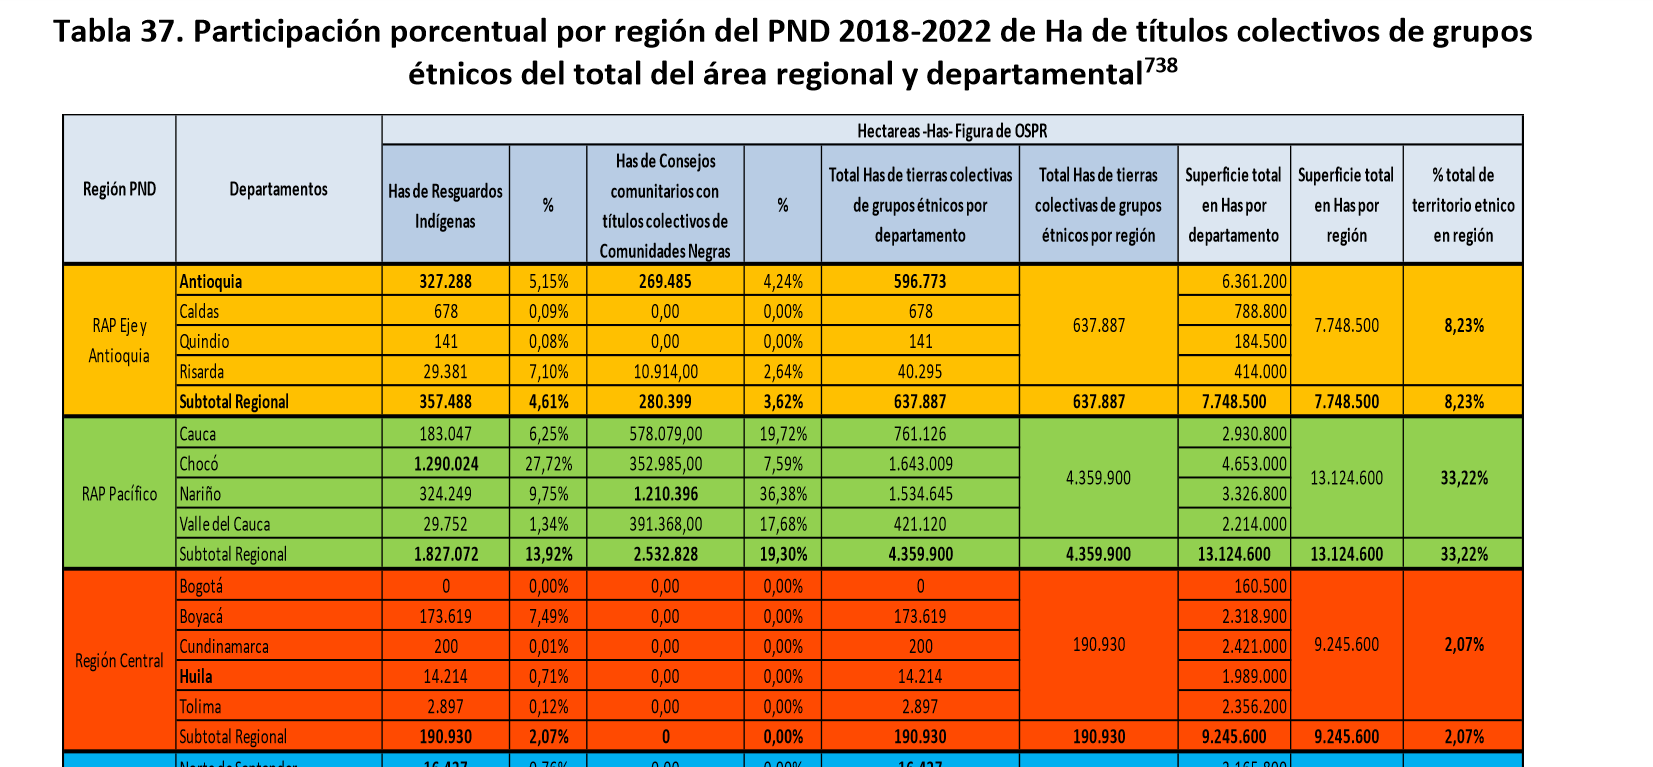 Tabla 37. Participación porcentual por región del PND 2018-2022 de Ha de títulos colectivos de grupos
étnicos del total del área regional y departamental738
Hectareas -Has- Figura de OSPR
Región PND
Departamentos
Has de Resguardos
Indígenas
%
Has de Consejos
comunitarios con
títulos colectivos de
Comunidades Negras
%
Total Has de tierras colectivas
de grupos étnicos por
departamento
Total Has de tierras
colectivas de grupos
étnicos por región
Superficie total
en Has por
departamento
Superficie total
en Has por
región
% total de
territorio etnico
en región
RAP Eje y
Antioquia
Antioquia 327.288 5,15% 269.485 4,24% 596.773 6.361.200
Caldas 678 0,09% 0,00 0,00% 678 788.800
637.887 7.748.500 8,23%
Quindio 141 0,08% 0,00 0,00% 141 184.500
Risarda 29.381 7,10% 10.914,00 2,64% 40.295 414.000
Subtotal Regional 357.488 4,61% 280.399 3,62% 637.887 637.887 7.748.500 7.748.500 8,23%
RAP Pacífico
Cauca 183.047 6,25% 578.079,00 19,72% 761.126 2.930.800
Chocó 1.290.024 27,72% 352.985,00 7,59% 1.643.009 4.653.000
4.359.900 13.124.600 33,22%
Nariño 324.249 9,75% 1.210.396 36,38% 1.534.645 3.326.800
Valle del Cauca 29.752 1,34% 391.368,00 17,68% 421.120 2.214.000
Subtotal Regional 1.827.072 13,92% 2.532.828 19,30% 4.359.900 4.359.900 13.124.600 13.124.600 33,22%
Región Central
Bogotá 0 0,00% 0,00 0,00% 0 160.500
Boyacá 173.619 7,49% 0,00 0,00% 173.619 2.318.900
Cundinamarca 200 0,01% 0,00 0,00% 200 190.930 2.421.000 9.245.600 2,07%
Huila 14.214 0,71% 0,00 0,00% 14.214 1.989.000
Tolima 2.897 0,12% 0,00 0,00% 2.897 2.356.200
Subtotal Regional 190.930 2,07% 0 0,00% 190.930 190.930 9.245.600 9.245.600 2,07%